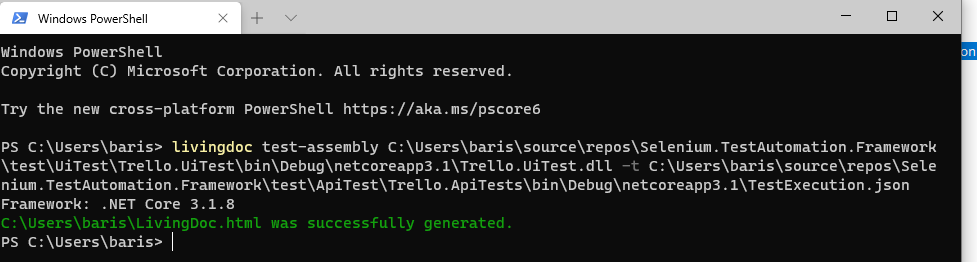 Windows PowerShell
Windows PowerShell
Copyright (C) Microsoft Corporation. All rights reserved.
Try the new cross-platform PowerShell https://aka.ms/pscore6
PS C:\Users\baris> livingdoc test-assembly C:\Users\baris\source\repos\Selenium.TestAutomation.Framework
\test\UiTest\Trello.UiTest\bin\Debug\netcoreapp3.1\Trello.UiTest.dll -t C:\Users\baris\source\repos\Sele
nium.TestAutomation.Framework\test\ApiTest\Trello.ApiTests\bin\Debug\netcoreapp3.1\TestExecution.json
Framework: .NET Core 3.1.8
C:\Users\baris\LivingDoc.html was successfully generated.
PS C:\Users\baris>
on